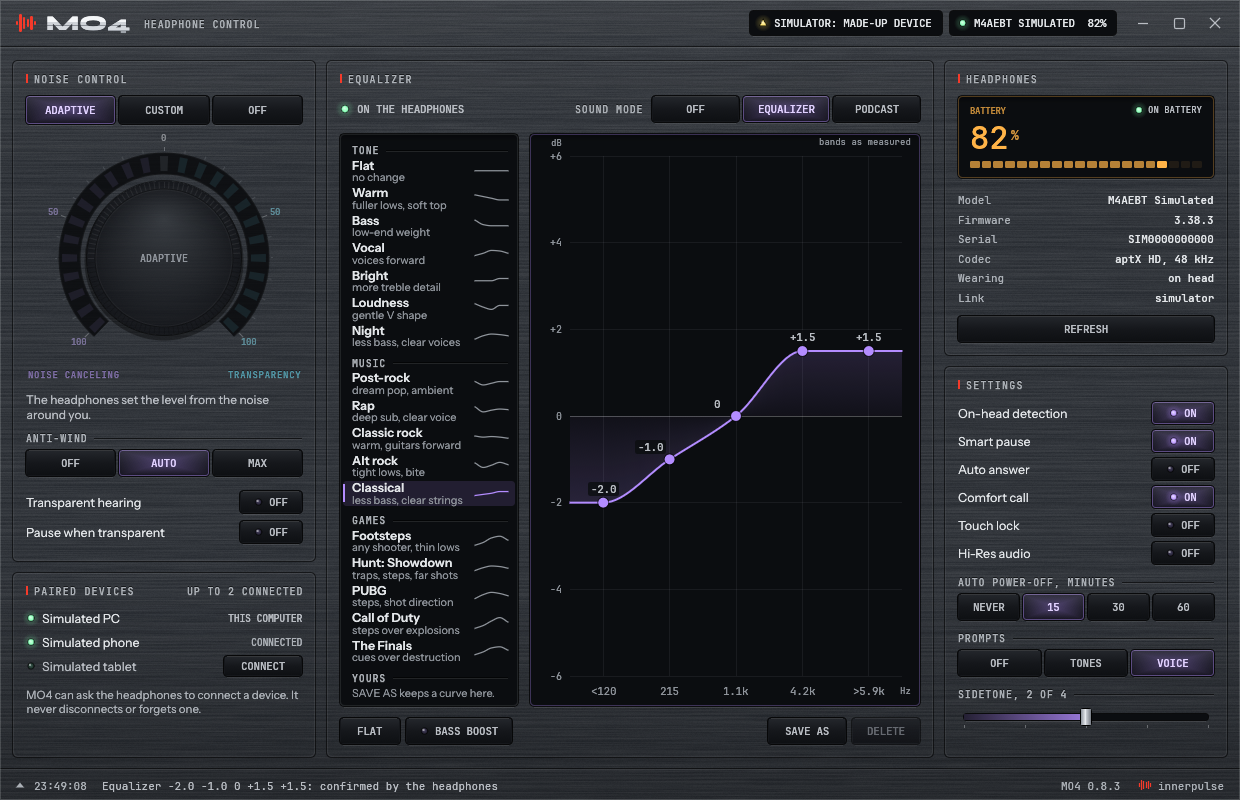 MO4 HEADPHONE CONTROL
SIMULATOR: MADE-UP DEVICE
M4AEBT SIMULATED 82%
NOISE CONTROL
ADAPTIVE CUSTOM OFF
0
50 50
ADAPTIVE
100 100
NOISE CANCELING TRANSPARENCY
The headphones set the level from the noise
around you.
ANTI-WIND
OFF AUTO MAX
Transparent hearing OFF
Pause when transparent OFF
PAIRED DEVICES UP TO 2 CONNECTED
Simulated PC THIS COMPUTER
Simulated phone CONNECTED
Simulated tablet CONNECT
MO4 can ask the headphones to connect a device. It
never disconnects or forgets one.
EQUALIZER
ON THE HEADPHONES
SOUND MODE OFF EQUALIZER PODCAST
TONE
Flat
no change
Warm
fuller lows, soft top
Bass
low-end weight
Vocal
voices forward
Bright
more treble detail
Loudness
gentle V shape
Night
less bass, clear voices
MUSIC
Post-rock
dream pop, ambient
Rap
deep sub, clear voice
Classic rock
warm, guitars forward
Alt rock
tight lows, bite
Classical
less bass, clear strings
GAMES
Footsteps
any shooter, thin lows
Hunt: Showdown
traps, steps, far shots
PUBG
steps, shot direction
Call of Duty
steps over explosions
The Finals
cues over destruction
YOURS
SAVE AS keeps a curve here.
dB bands as measured
+6
+4
+2
+1.5 +1.5
0
0
-1.0
-2.0
-2
-4
-6
<120 215 1.1k 4.2k >5.9k Hz
FLAT BASS BOOST SAVE AS DELETE
HEADPHONES
BATTERY ON BATTERY
82%
Model M4AEBT Simulated
Firmware 3.38.3
Serial SIM0000000000
Codec aptX HD, 48 kHz
Wearing on head
Link simulator
REFRESH
SETTINGS
On-head detection ON
Smart pause ON
Auto answer OFF
Comfort call ON
Touch lock OFF
Hi-Res audio OFF
AUTO POWER-OFF, MINUTES
NEVER 15 30 60
PROMPTS
OFF TONES VOICE
SIDETONE, 2 OF 4
23:49:08 Equalizer -2.0 -1.0 0 +1.5 +1.5: confirmed by the headphones
MO4 0.8.3 innerpulse